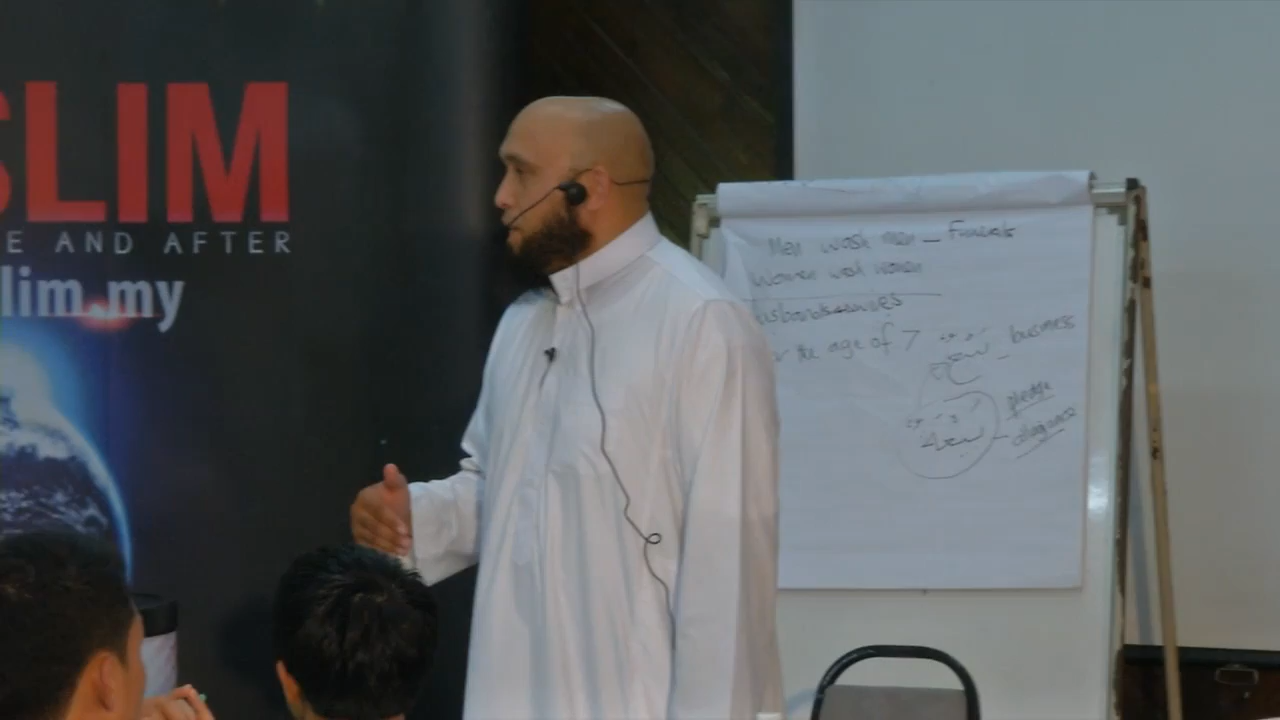 SLIM
E AND AFTER
lim.my
Men wash men - Funerals
Women wash women
Husbands wives
the age of 7
business
pledge